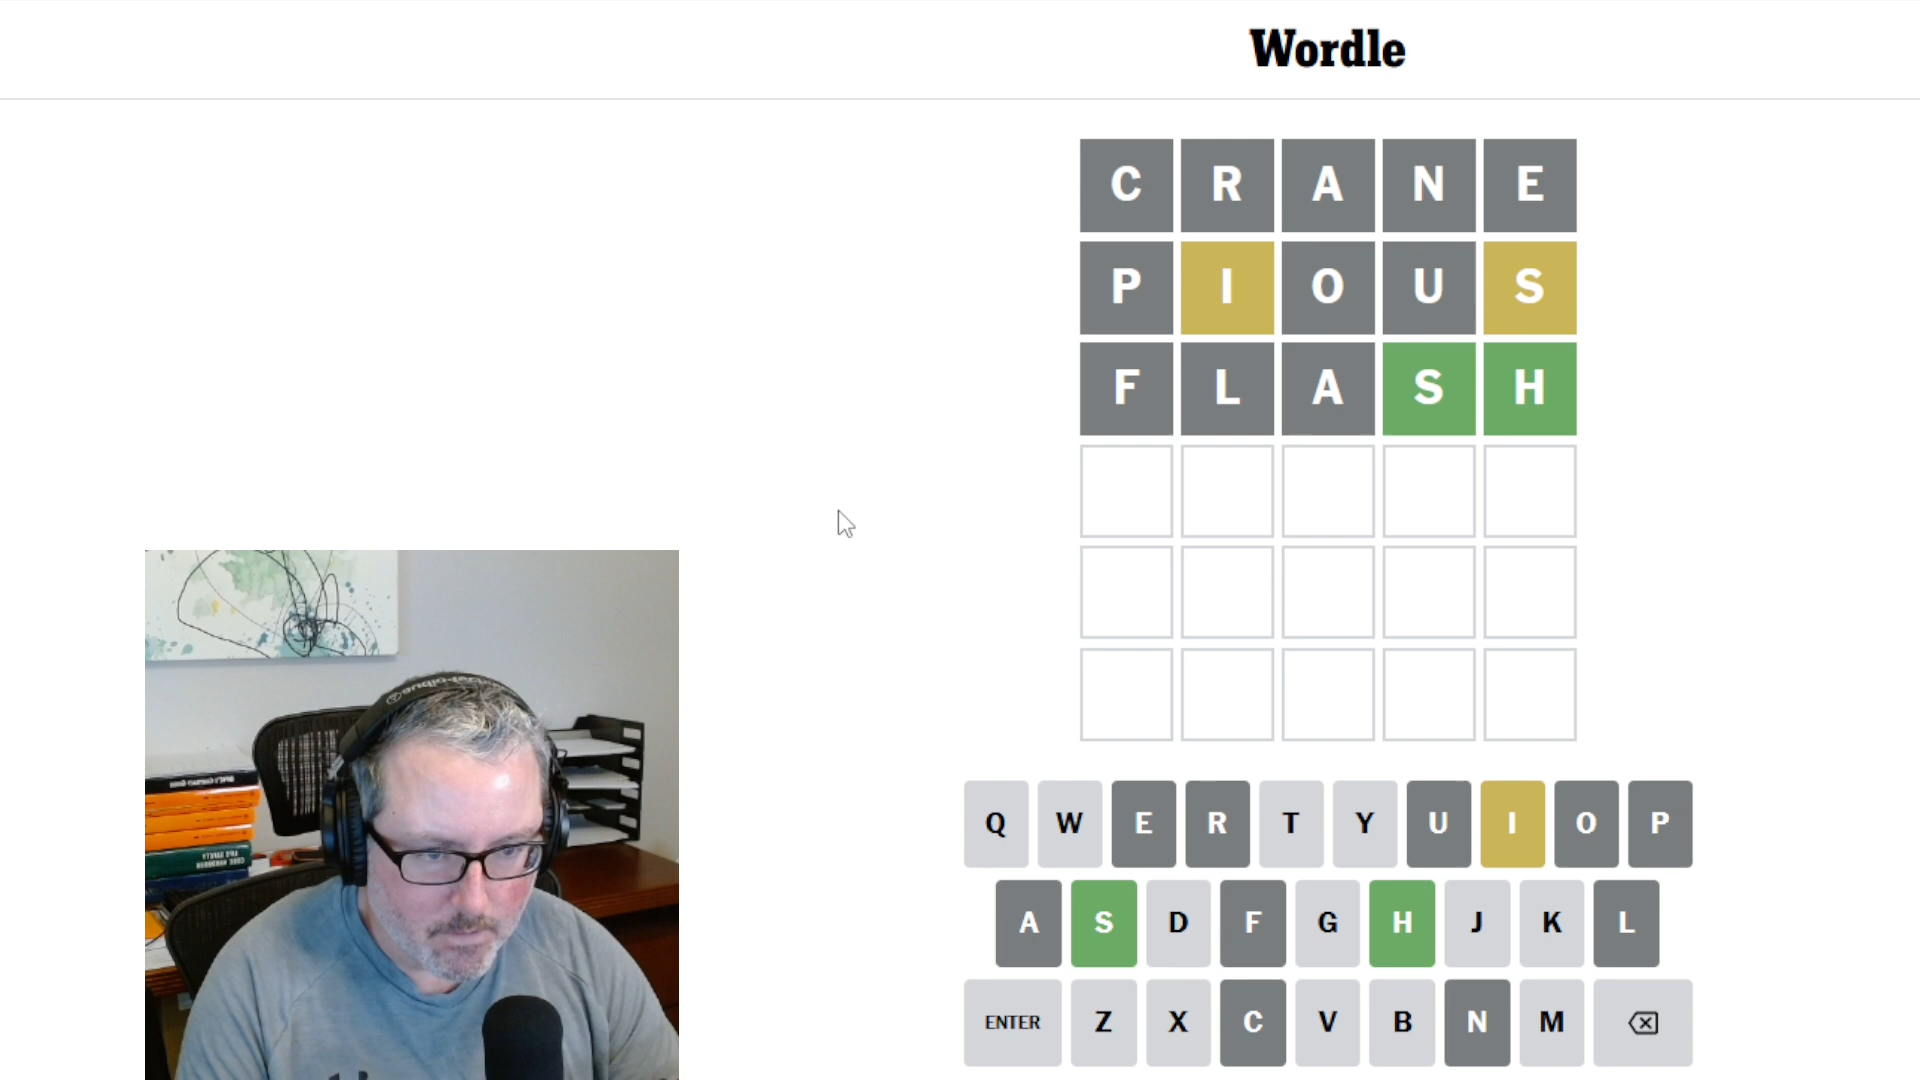 Wordle
C R A N E
P I O U S
F L A S H
Q W E R T Y U I O P
A S D F G H J K L
ENTER Z X C V B N M